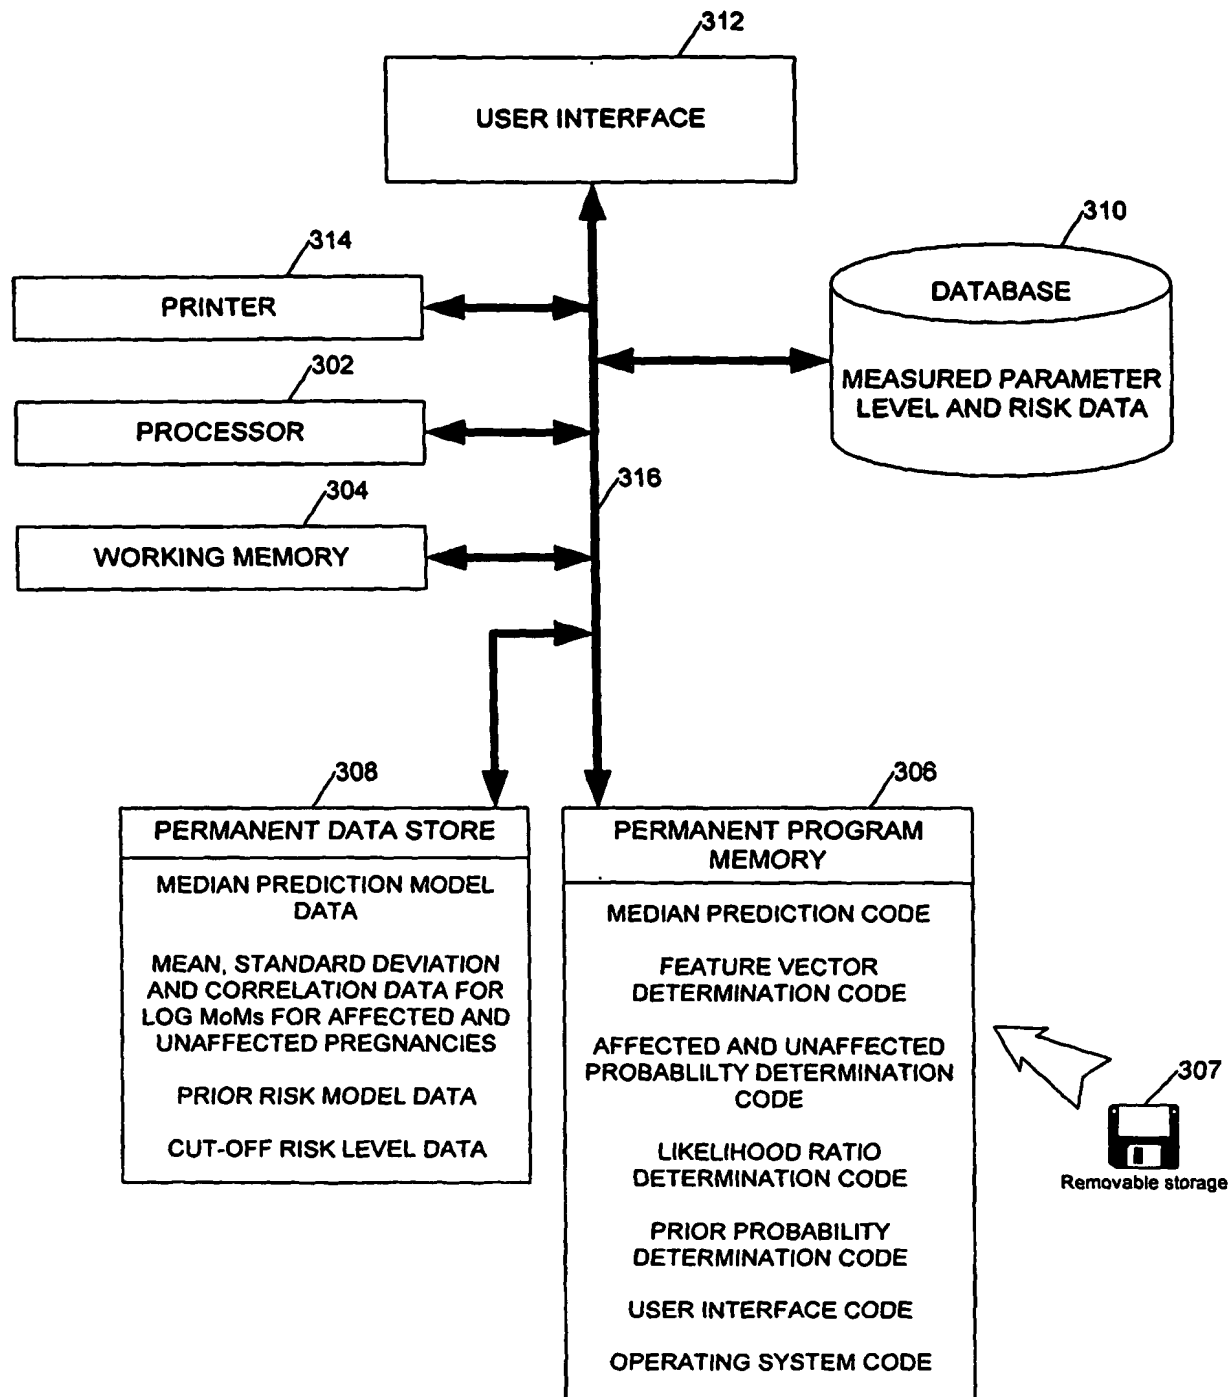 312
USER INTERFACE
314
PRINTER
310
DATABASE
MEASURED PARAMETER
LEVEL AND RISK DATA
302
PROCESSOR
316
304
WORKING MEMORY
308
PERMANENT DATA STORE
MEDIAN PREDICTION MODEL
DATA
MEAN, STANDARD DEVIATION
AND CORRELATION DATA FOR
LOG MoMs FOR AFFECTED AND
UNAFFECTED PREGNANCIES
PRIOR RISK MODEL DATA
CUT-OFF RISK LEVEL DATA
306
PERMANENT PROGRAM
MEMORY
MEDIAN PREDICTION CODE
FEATURE VECTOR
DETERMINATION CODE
AFFECTED AND UNAFFECTED
PROBABLILTY DETERMINATION
CODE
LIKELIHOOD RATIO
DETERMINATION CODE
PRIOR PROBABILITY
DETERMINATION CODE
USER INTERFACE CODE
OPERATING SYSTEM CODE
307
Removable storage